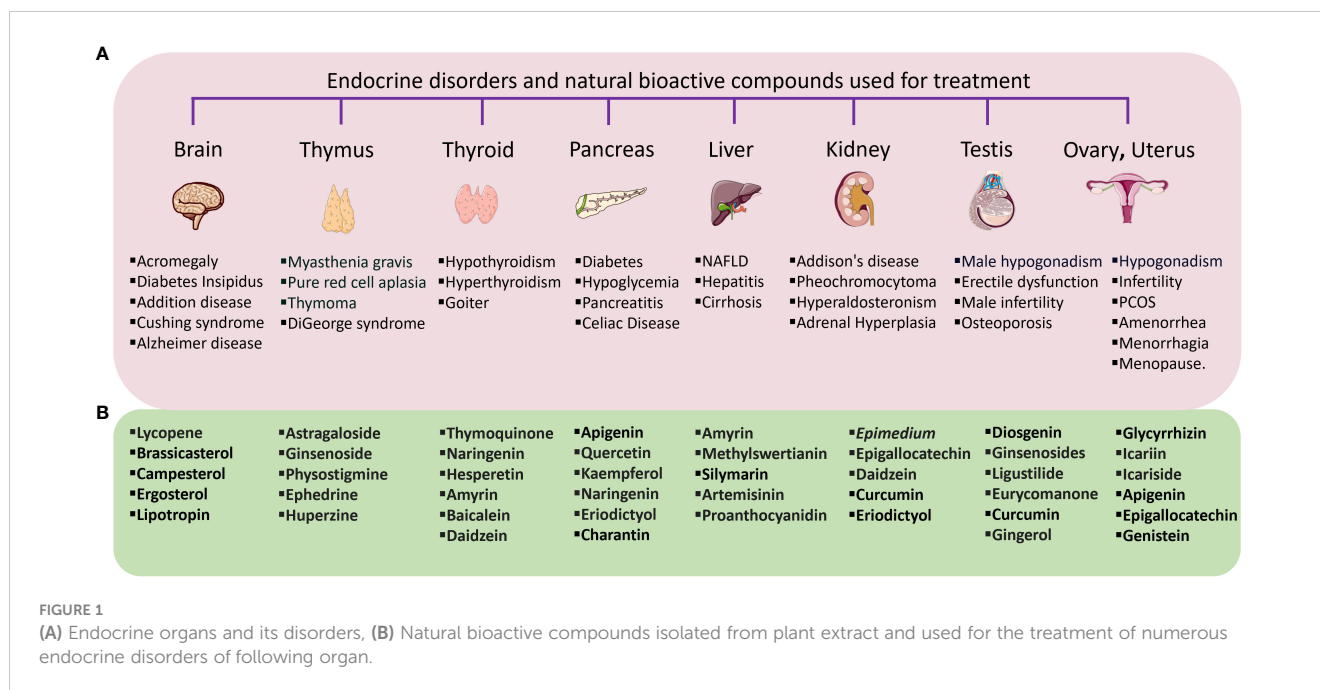 A
Endocrine disorders and natural bioactive compounds used for treatment
Brain
Thymus
Thyroid
Pancreas
Liver
Kidney
Testis
Ovary, Uterus
▪Acromegaly
▪Diabetes Insipidus
▪Addition disease
▪Cushing syndrome
▪Alzheimer disease
▪Myasthenia gravis
▪Pure red cell aplasia
▪Thymoma
▪DiGeorge syndrome
▪Hypothyroidism
▪Hyperthyroidism
▪Goiter
▪Diabetes
▪Hypoglycemia
▪Pancreatitis
▪Celiac Disease
▪NAFLD
▪Hepatitis
▪Cirrhosis
▪Addison's disease
▪Pheochromocytoma
▪Hyperaldosteronism
▪Adrenal Hyperplasia
▪Male hypogonadism
▪Erectile dysfunction
▪Male infertility
▪Osteoporosis
▪Hypogonadism
▪Infertility
▪PCOS
▪Amenorrhea
▪Menorrhagia
▪Menopause.
B
▪Lycopene
▪Brassicasterol
▪Campesterol
▪Ergosterol
▪Lipotropin
▪Astragaloside
▪Ginsenoside
▪Physostigmine
▪Ephedrine
▪Huperzine
▪Thymoquinone
▪Naringenin
▪Hesperetin
▪Amyrin
▪Baicalein
▪Daidzein
▪Apigenin
▪Quercetin
▪Kaempferol
▪Naringenin
▪Eriodictyol
▪Charantin
▪Amyrin
▪Methylswertianin
▪Silymarin
▪Artemisinin
▪Proanthocyanidin
▪Epimedium
▪Epigallocatechin
▪Daidzein
▪Curcumin
▪Eriodictyol
▪Diosgenin
▪Ginsenosides
▪Ligustilide
▪Eurycomanone
▪Curcumin
▪Gingerol
▪Glycyrrhizin
▪Icariin
▪Icariside
▪Apigenin
▪Epigallocatechin
▪Genistein
FIGURE 1
(A) Endocrine organs and its disorders, (B) Natural bioactive compounds isolated from plant extract and used for the treatment of numerous
endocrine disorders of following organ.